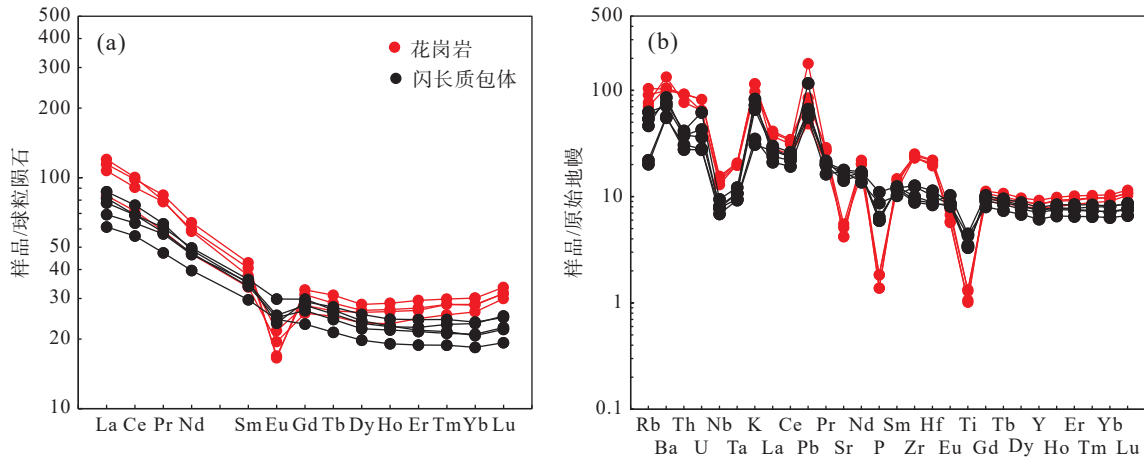 (a)
花岗岩
闪长质包体
样品/球粒陨石
500
400
300
200
100
50
40
30
20
10
La Ce Pr Nd Sm Eu Gd Tb Dy Ho Er Tm Yb Lu
(b)
样品/原始地幔
500
100
10
1
0.1
Rb Th Nb K Ce Pr Nd Sm Hf Ti Tb Y Er Yb
Ba U Ta La Pb Sr P Zr Eu Gd Dy Ho Tm Lu